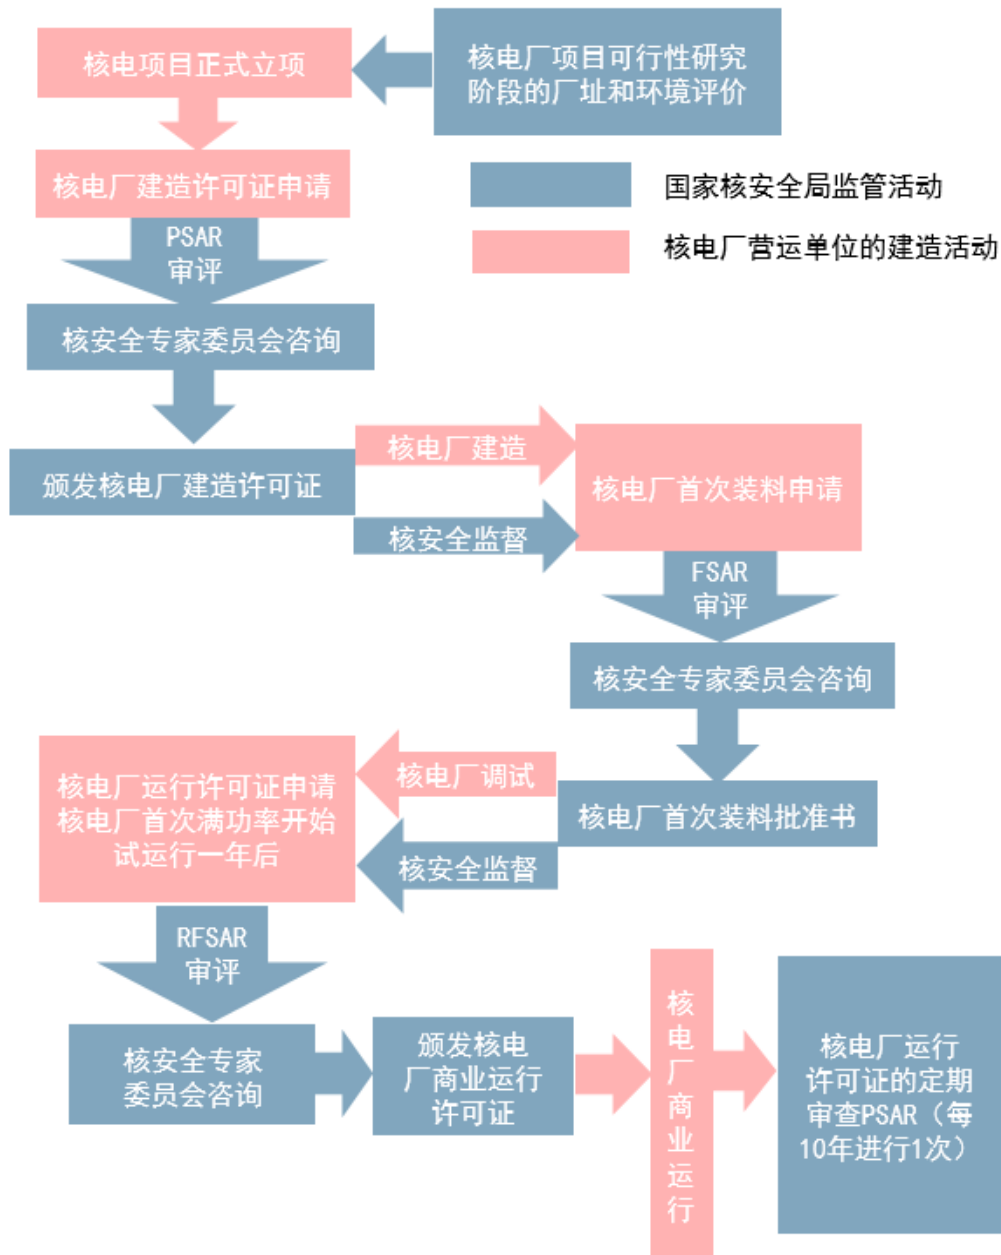 核电项目正式立项
核电厂项目可行性研究
阶段的厂址和环境评价
核电厂建造许可证申请
国家核安全局监管活动
核电厂营运单位的建造活动
PSAR
审评
核安全专家委员会咨询
颁发核电厂建造许可证
核电厂建造
核安全监督
核电厂首次装料申请
FSAR
审评
核安全专家委员会咨询
核电厂首次装料批准书
核电厂调试
核安全监督
核电厂运行许可证申请
核电厂首次满功率开始
试运行一年后
RFSAR
审评
核安全专家
委员会咨询
颁发核电
厂商业运行
许可证
核电厂商业运行
核电厂运行
许可证的定期
审查PSAR（每
10年进行1次）